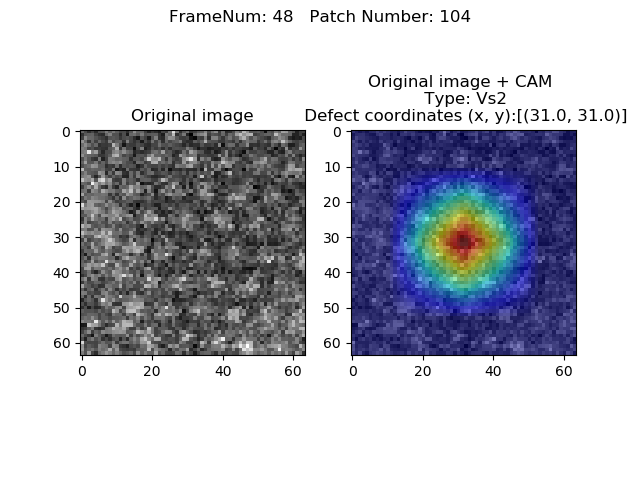 FrameNum: 48   Patch Number: 104
Original image
Original image + CAM
Type: Vs2
Defect coordinates (x, y):[(31.0, 31.0)]
0
10
20
30
40
50
60
0 20 40 60
0
10
20
30
40
50
60
0 20 40 60